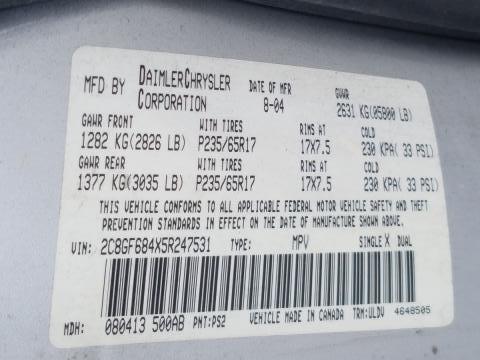 MFD BY DAIMLERCHRYSLER CORPORATION DATE OF MFR 8-04 GVWR 2631 KG(05800 LB)
GAWR FRONT WITH TIRES RIMS AT COLD
1282 KG(2826 LB) P235/65R17 17X7.5 230 KPA( 33 PSI)
GAWR REAR WITH TIRES RIMS AT COLD
1377 KG(3035 LB) P235/65R17 17X7.5 230 KPA( 33 PSI)
THIS VEHICLE CONFORMS TO ALL APPLICABLE FEDERAL MOTOR VEHICLE SAFETY AND THEFT
PREVENTION STANDARDS IN EFFECT ON THE DATE OF MANUFACTURE SHOWN ABOVE.
VIN: 2C8GF684X5R247531 TYPE: MPV SINGLE X DUAL
MDH: 080413 500AB PNT:PS2 VEHICLE MADE IN CANADA TRM:ULDV 4648505